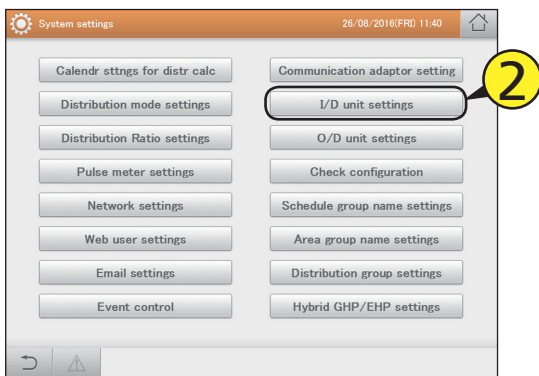 System settings 26/08/2016(FRI) 11:40
Calendr sttngs for distr calc
Communication adaptor setting
Distribution mode settings
I/D unit settings
2
Distribution Ratio settings
O/D unit settings
Pulse meter settings
Check configuration
Network settings
Schedule group name settings
Web user settings
Area group name settings
Email settings
Distribution group settings
Event control
Hybrid GHP/EHP settings